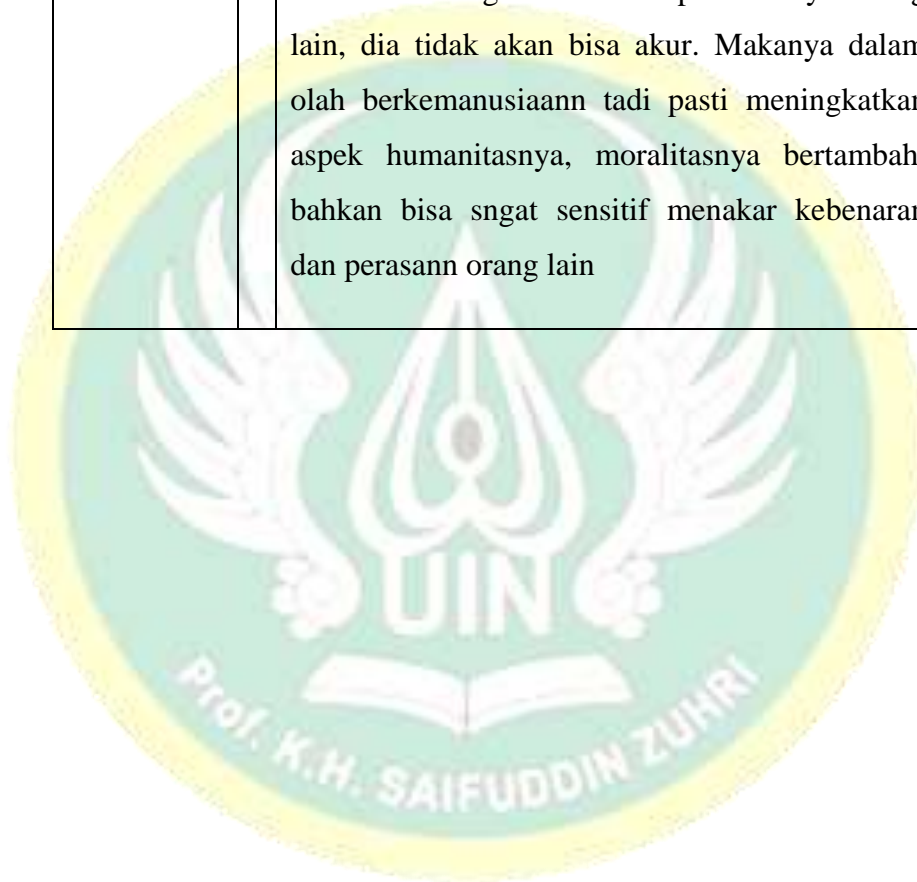 lain, dia tidak akan bisa akur. Makanya dalam
olah berkemanusiaann tadi pasti meningkatkan
aspek humanitasnya, moralitasnya bertambah
bahkan bisa sngat sensitif menakar kebenaran
dan perasann orang lain
UIN
Prof. K.H. SAIFUDDIN ZUHRI